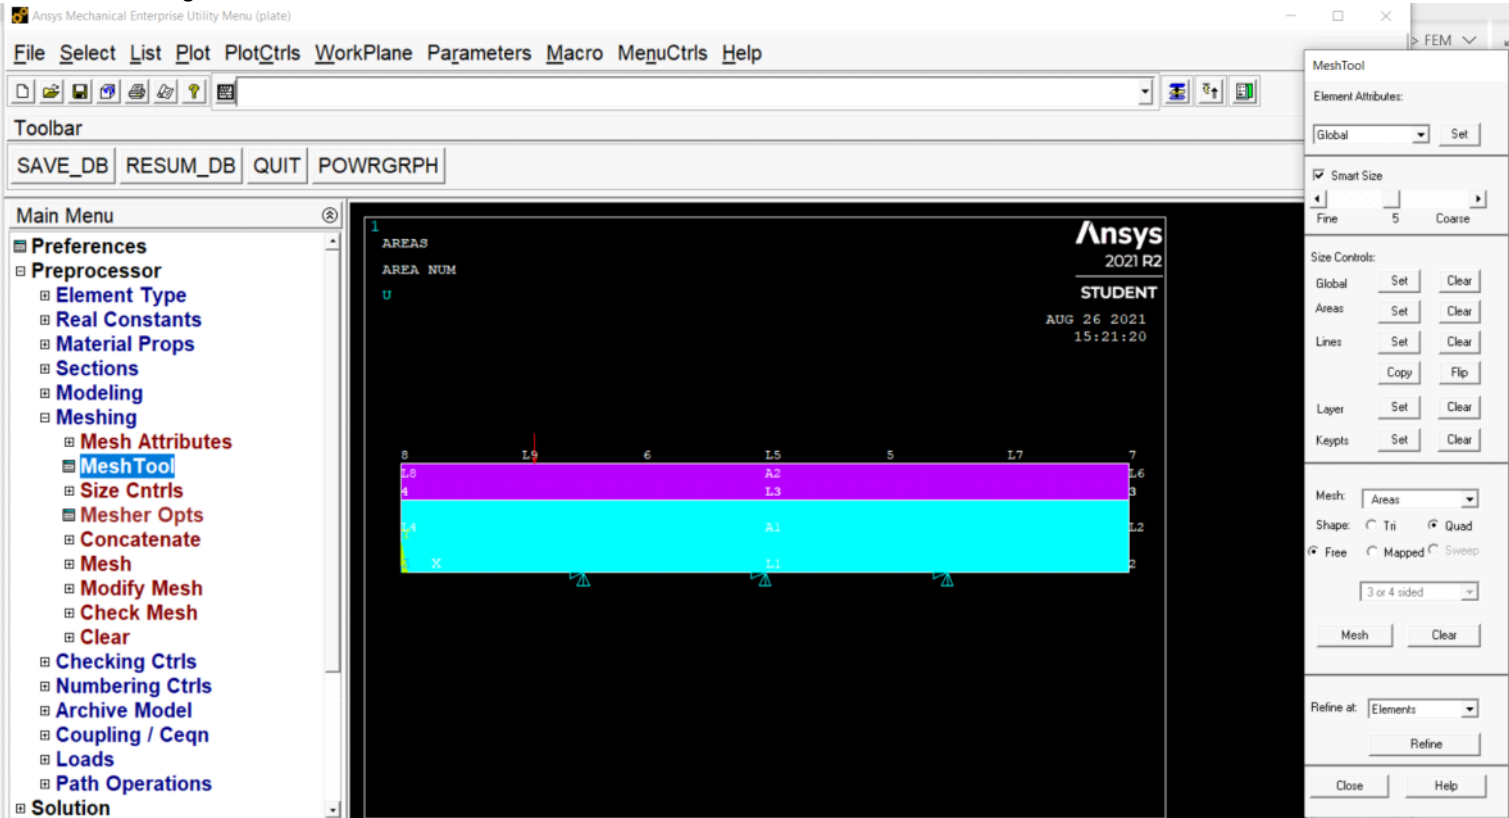 Ansys Mechanical Enterprise Utility Menu (plate)
File Select List Plot PlotCtrls WorkPlane Parameters Macro MenuCtrls Help
> FEM
Toolbar
SAVE_DB RESUM_DB QUIT POWRGRPH
Main Menu
Preferences
Preprocessor
Element Type
Real Constants
Material Props
Sections
Modeling
Meshing
Mesh Attributes
MeshTool
Size Cntrls
Mesher Opts
Concatenate
Mesh
Modify Mesh
Check Mesh
Clear
Checking Ctrls
Numbering Ctrls
Archive Model
Coupling / Ceqn
Loads
Path Operations
Solution
1
AREAS
AREA NUM
U
Ansys
2021 R2
STUDENT
AUG 26 2021
15:21:20
8 L9 6 L5 5 L7 7
L8 A2 L6
4 L3 3
L4 A1 L2
X L1 2
MeshTool
Element Attributes:
Global Set
Smart Size
Fine 5 Coarse
Size Controls:
Global Set Clear
Areas Set Clear
Lines Set Clear
Copy Flip
Layer Set Clear
Keypts Set Clear
Mesh: Areas
Shape: Tri Quad
Free Mapped Sweep
3 or 4 sided
Mesh Clear
Refine at: Elements
Refine
Close Help